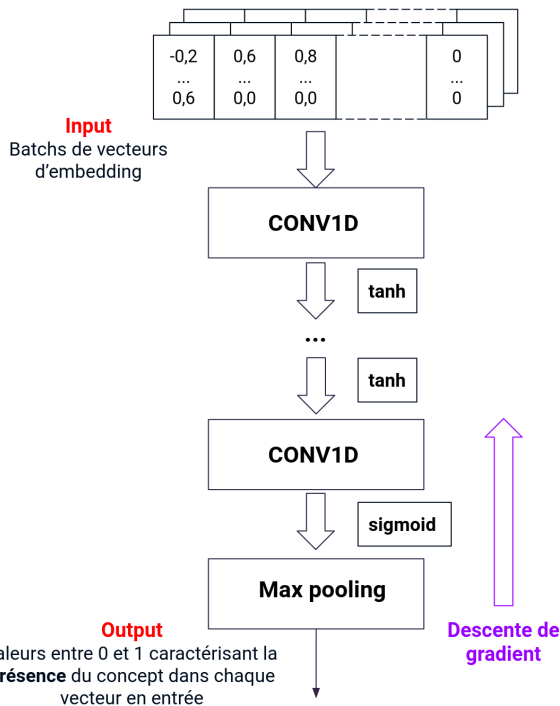 -0,2 0,6 0,8 0
... ... ... ...
0,6 0,0 0,0 0
Input
Batchs de vecteurs
d'embedding
CONV1D
tanh
...
tanh
CONV1D
sigmoid
Max pooling
Output
aleurs entre 0 et 1 caractérisant la
résence du concept dans chaque
vecteur en entrée
Descente de
gradient